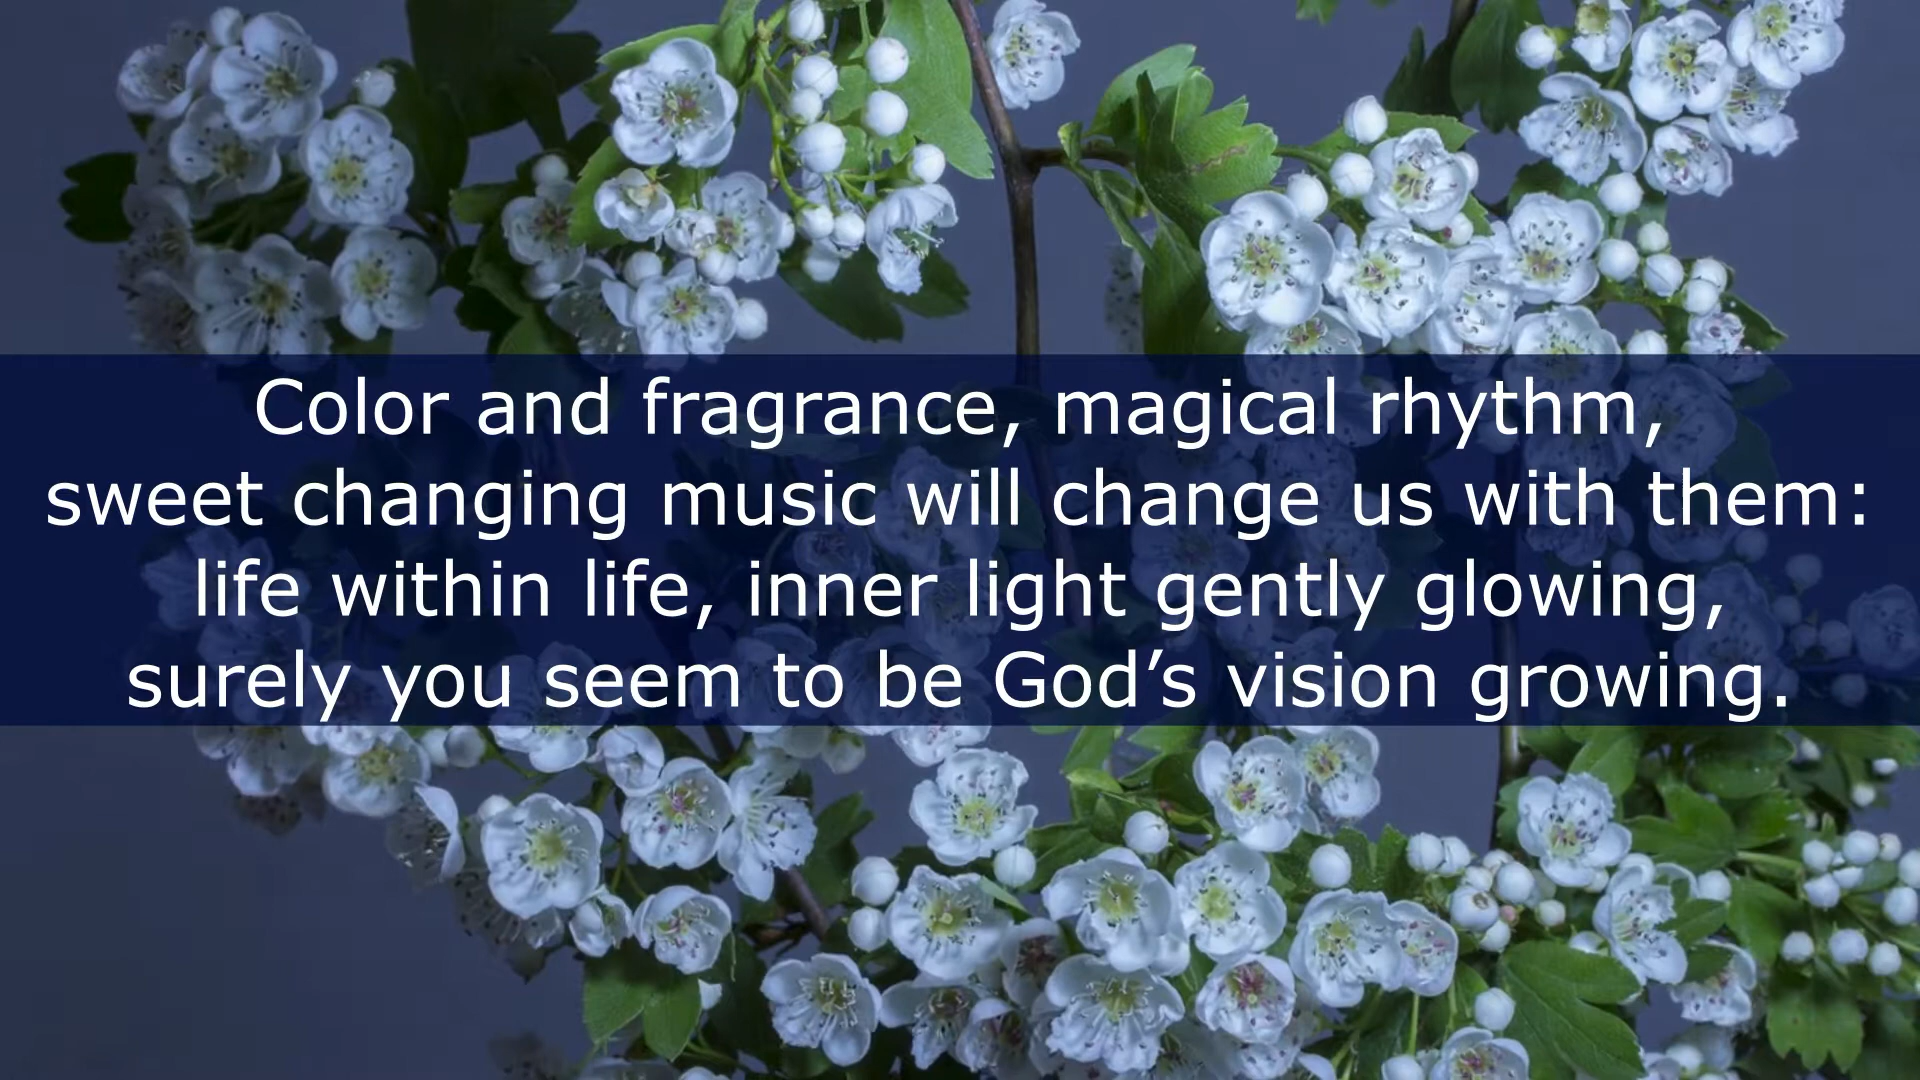 Color and fragrance, magical rhythm,
sweet changing music will change us with them:
life within life, inner light gently glowing,
surely you seem to be God’s vision growing.